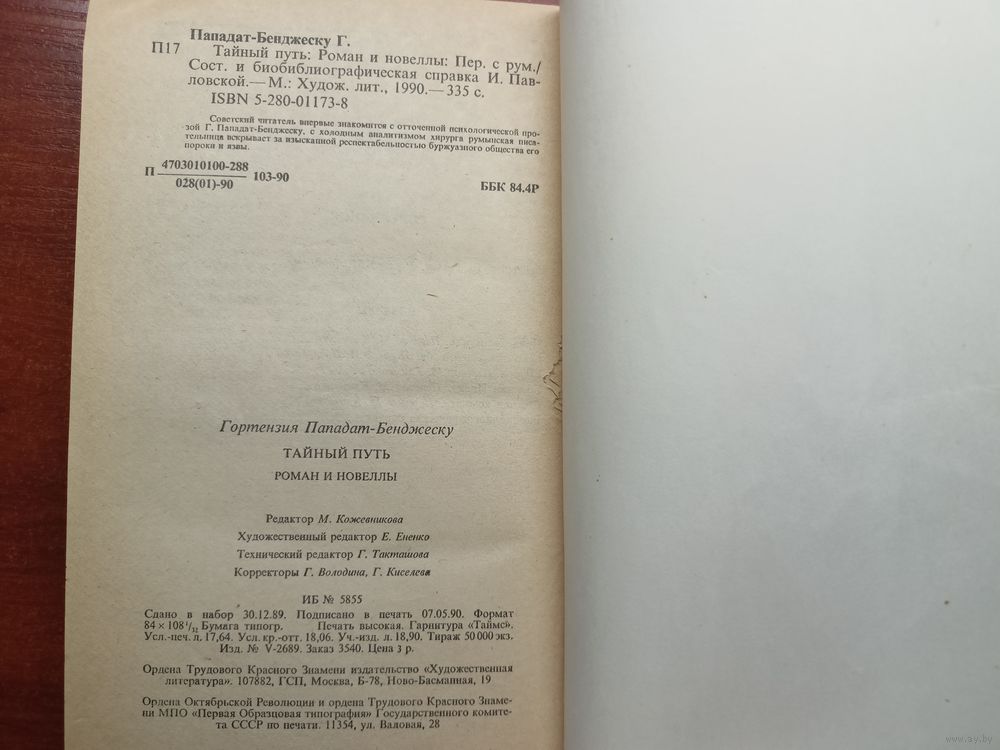 Пападат-Бенджеску Г.
П17 Тайный путь: Роман и новеллы: Пер. с рум./
Сост. и биобиблиографическая справка И. Пав-
ловской.— М.: Худож. лит., 1990.— 335 с.
ISBN 5-280-01173-8
Советский читатель впервые знакомится с отточенной психологической про-
зой Г. Пападат-Бенджеску, с холодным аналитизмом хирурга румынская писа-
тельница вскрывает за изысканной респектабельностью буржуазного общества его
пороки и язвы.
П 4703010100-288 / 028(01)-90 103-90
ББК 84.4Р
Гортензия Пападат-Бенджеску
ТАЙНЫЙ ПУТЬ
РОМАН И НОВЕЛЛЫ
Редактор М. Кожевникова
Художественный редактор Е. Ененко
Технический редактор Г. Такташова
Корректоры Г. Володина, Г. Киселева
ИБ № 5855
Сдано в набор 30.12.89. Подписано в печать 07.05.90. Формат
84 × 108 1/32 Бумага типогр. Печать высокая. Гарнитура «Таймс».
Усл.-печ. л. 17,64. Усл. кр.-отт. 18,06. Уч.-изд. л. 18,90. Тираж 50 000 экз.
Изд. № V-2689. Заказ 3540. Цена 3 р.
Ордена Трудового Красного Знамени издательство «Художественная
литература». 107882, ГСП, Москва, Б-78, Ново-Басманная, 19
Ордена Октябрьской Революции и ордена Трудового Красного Знаме-
ни МПО «Первая Образцовая типография» Государственного комите-
та СССР по печати. 11354, ул. Валовая, 28
www.ay.by